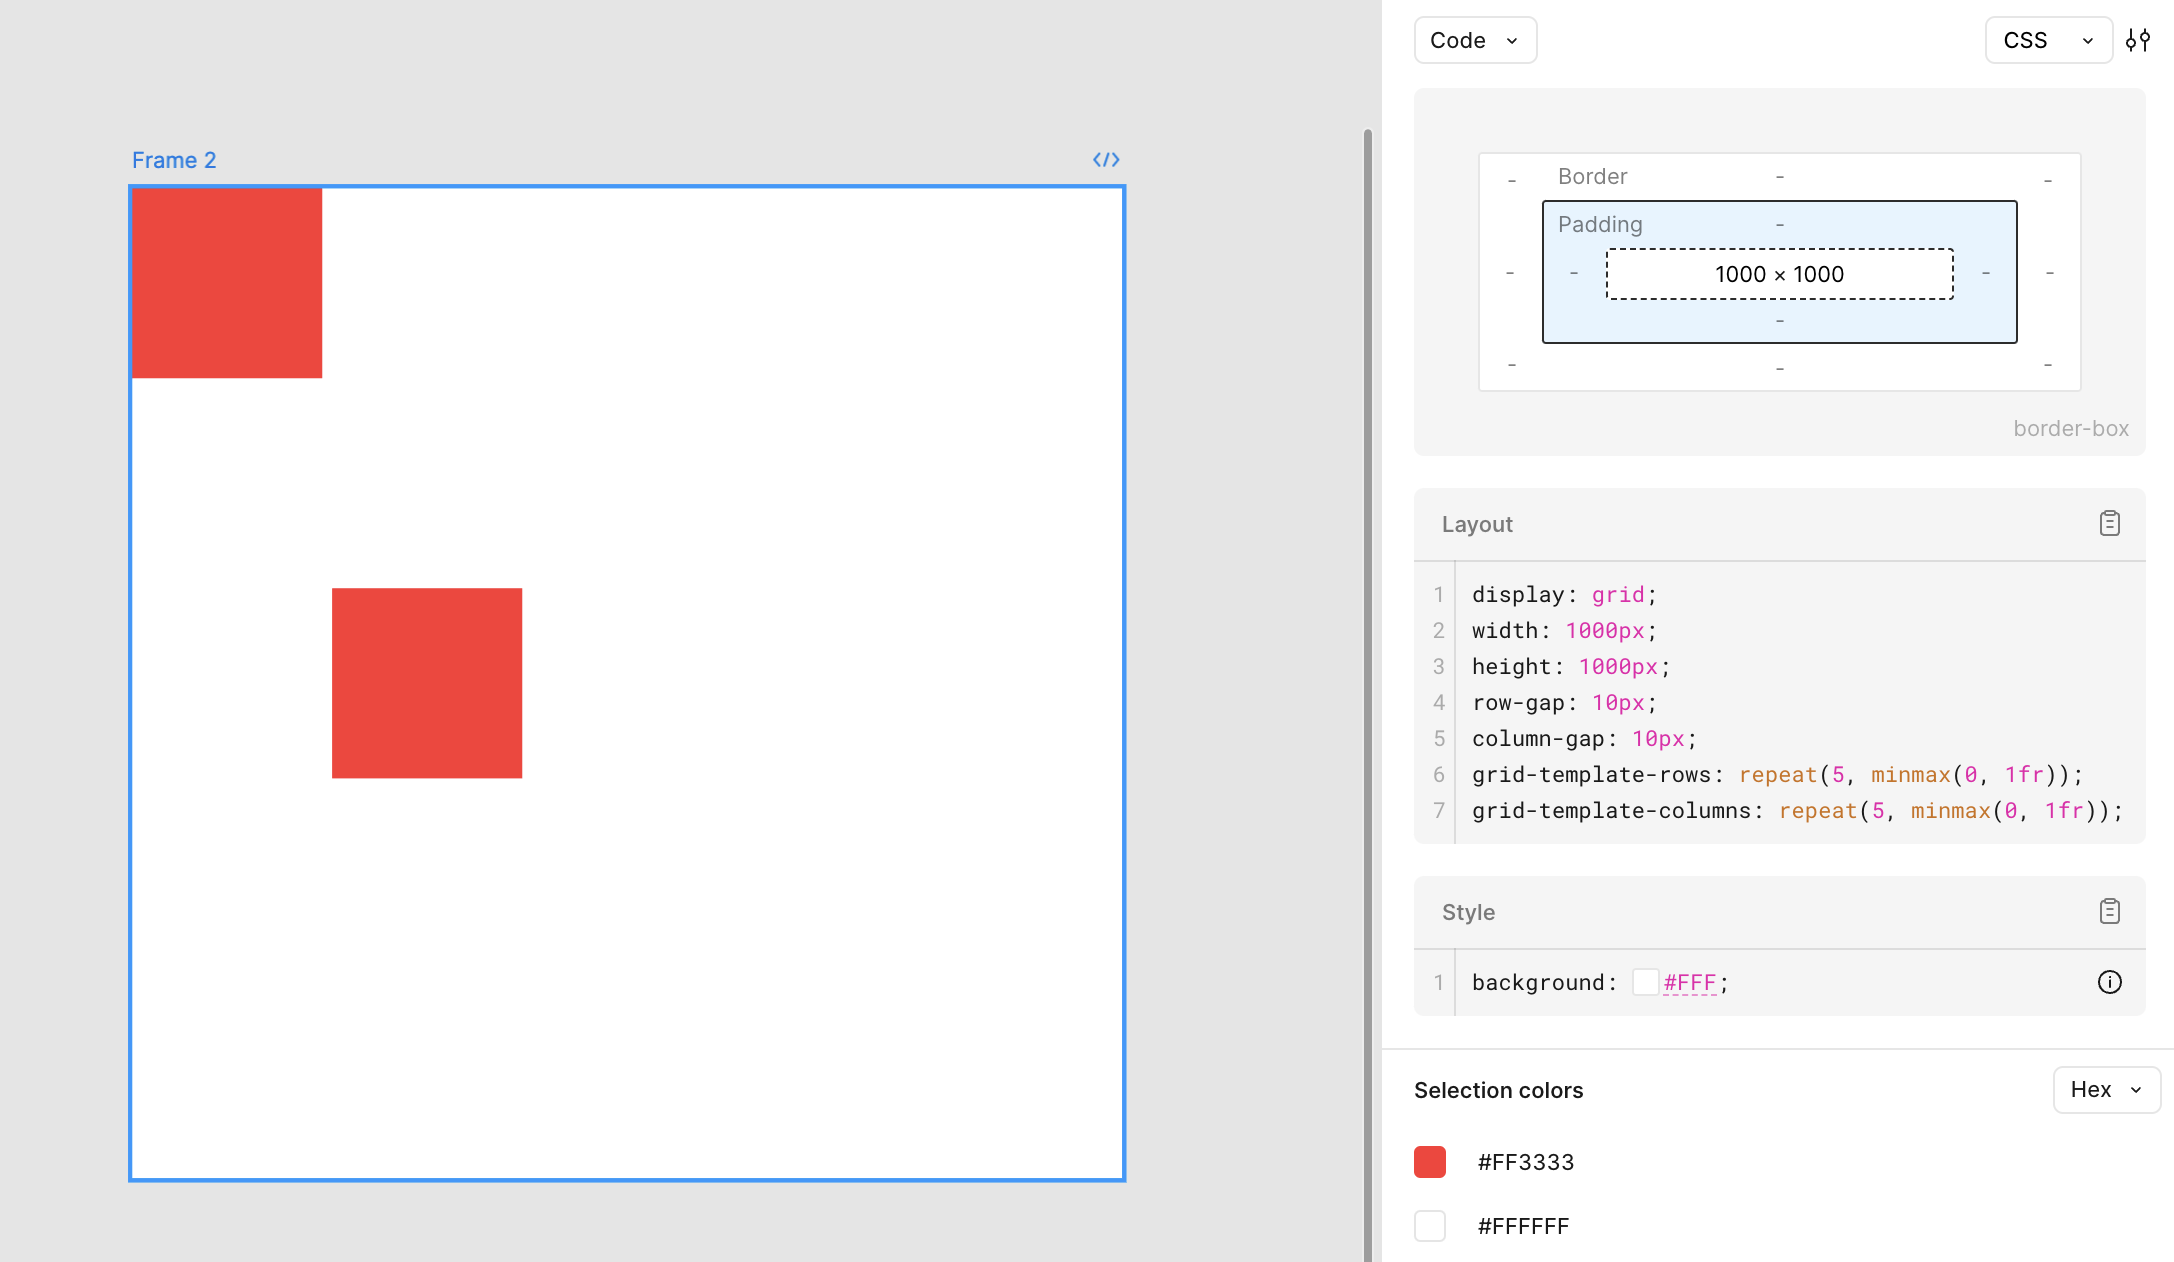 Frame 2
Code
CSS
Border
Padding
1000 × 1000
border-box
Layout
1 display: grid;
2 width: 1000px;
3 height: 1000px;
4 row-gap: 10px;
5 column-gap: 10px;
6 grid-template-rows: repeat(5, minmax(0, 1fr));
7 grid-template-columns: repeat(5, minmax(0, 1fr));
Style
1 background: #FFF;
Selection colors
Hex
#FF3333
#FFFFFF